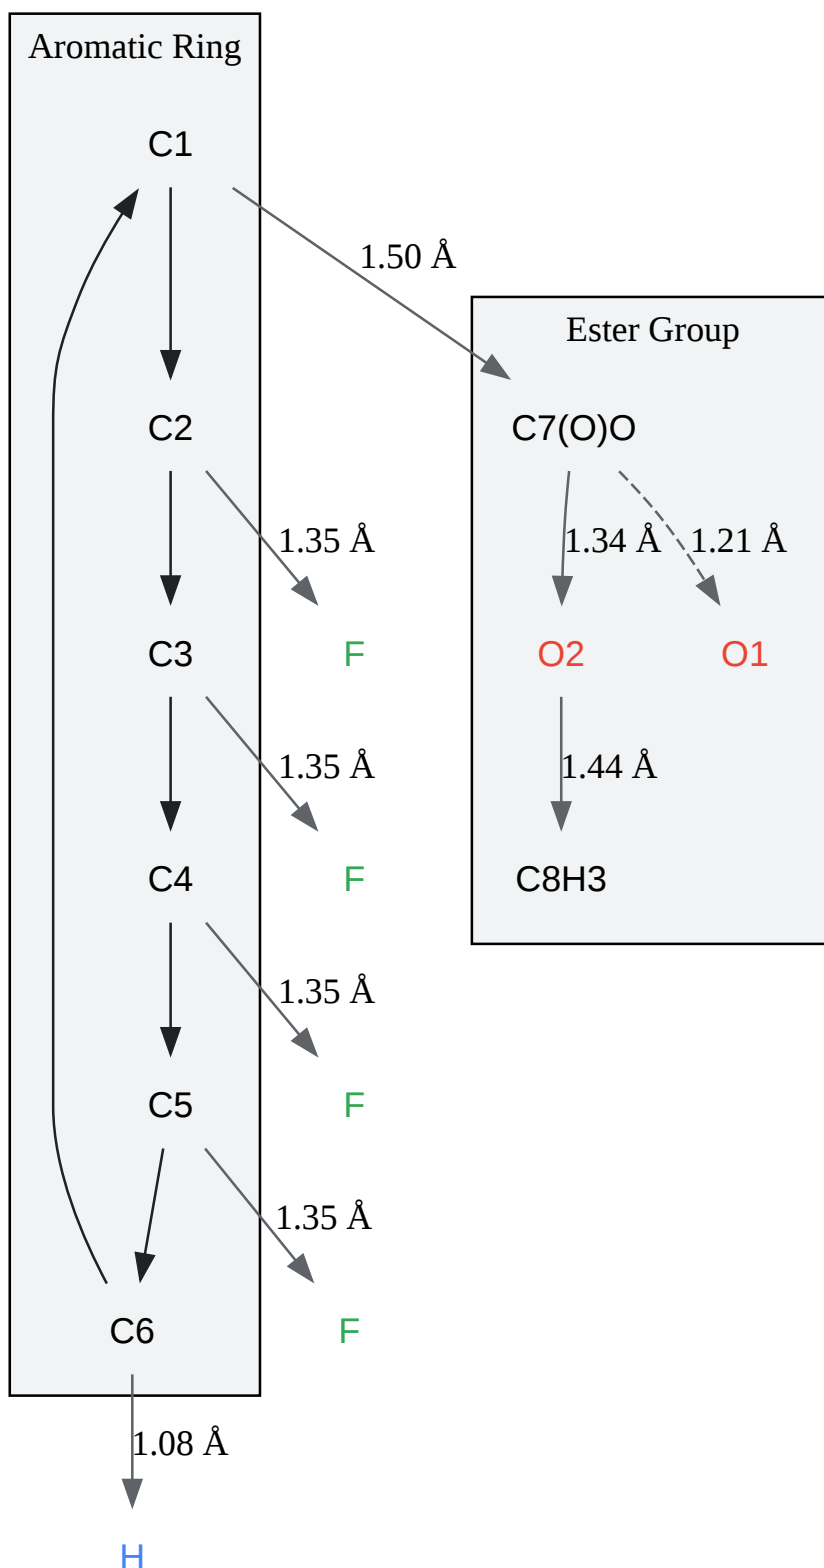 Aromatic Ring
C1
1.50 Å
Ester Group
C2
C7(O)O
1.35 Å
1.34 Å
1.21 Å
C3
F
O2
O1
1.35 Å
1.44 Å
C4
F
C8H3
1.35 Å
C5
F
1.35 Å
C6
F
1.08 Å
H